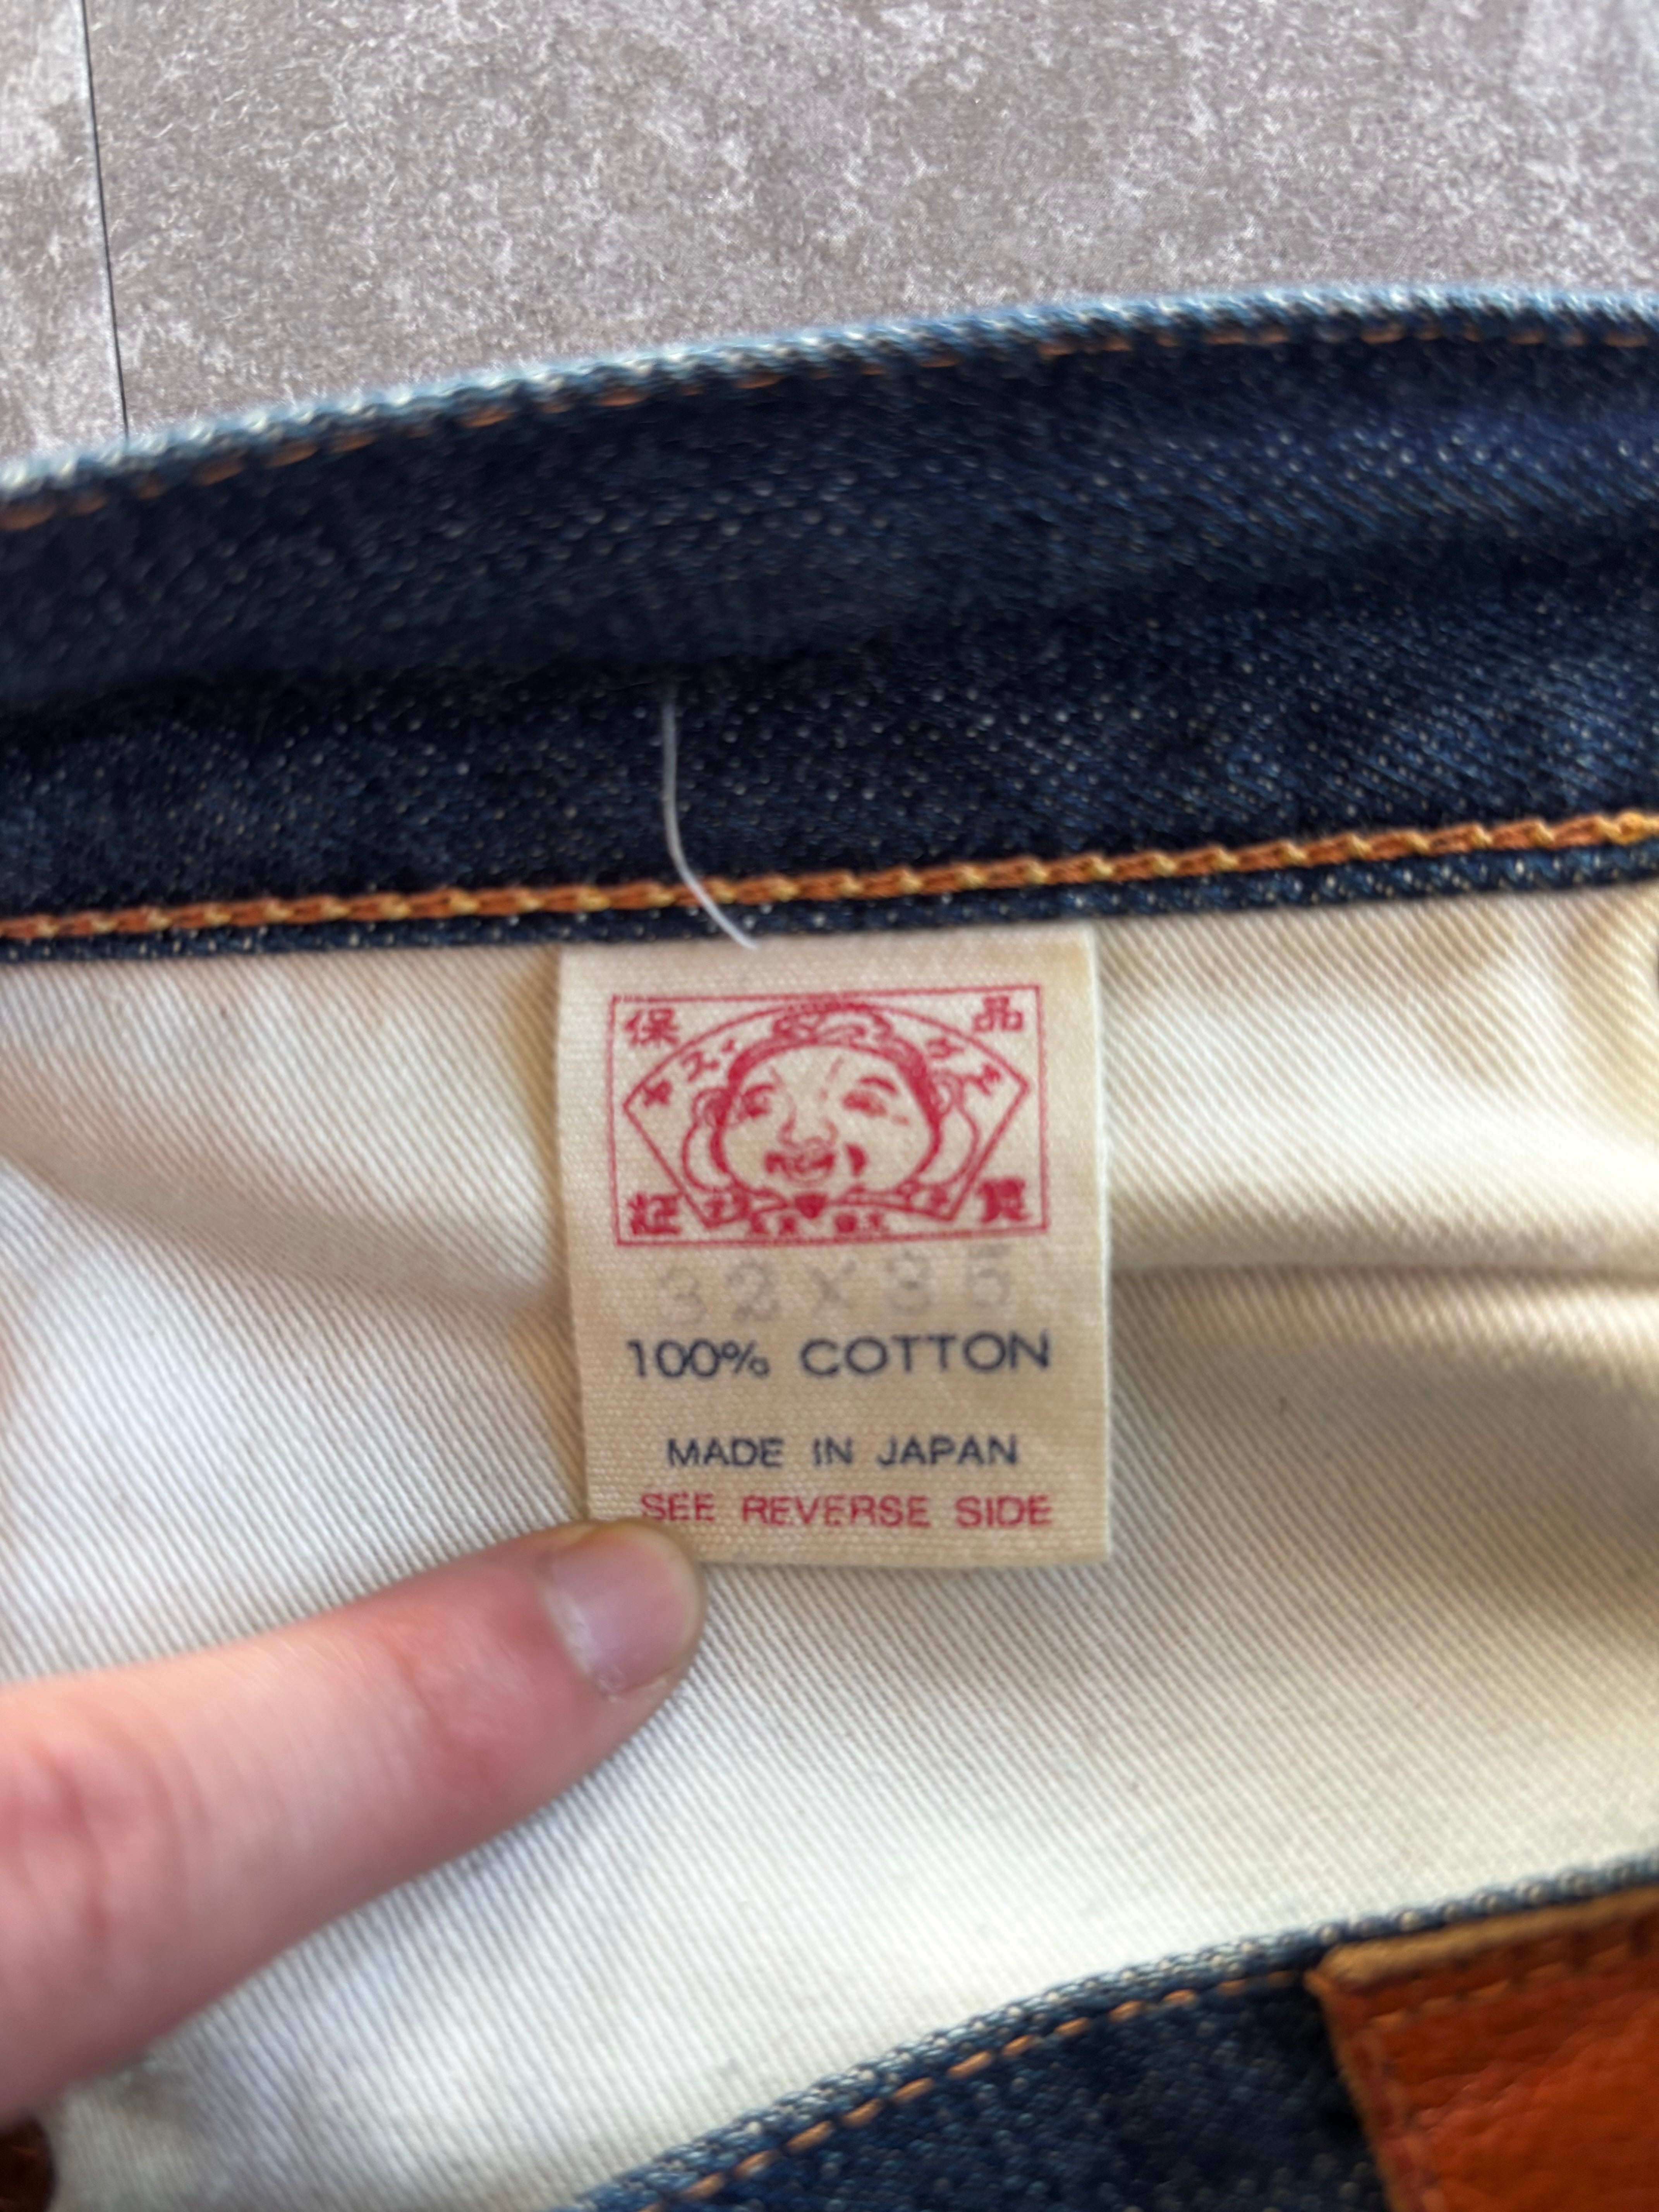 保 品
証 質
32X35
100% COTTON
MADE IN JAPAN
SEE REVERSE SIDE